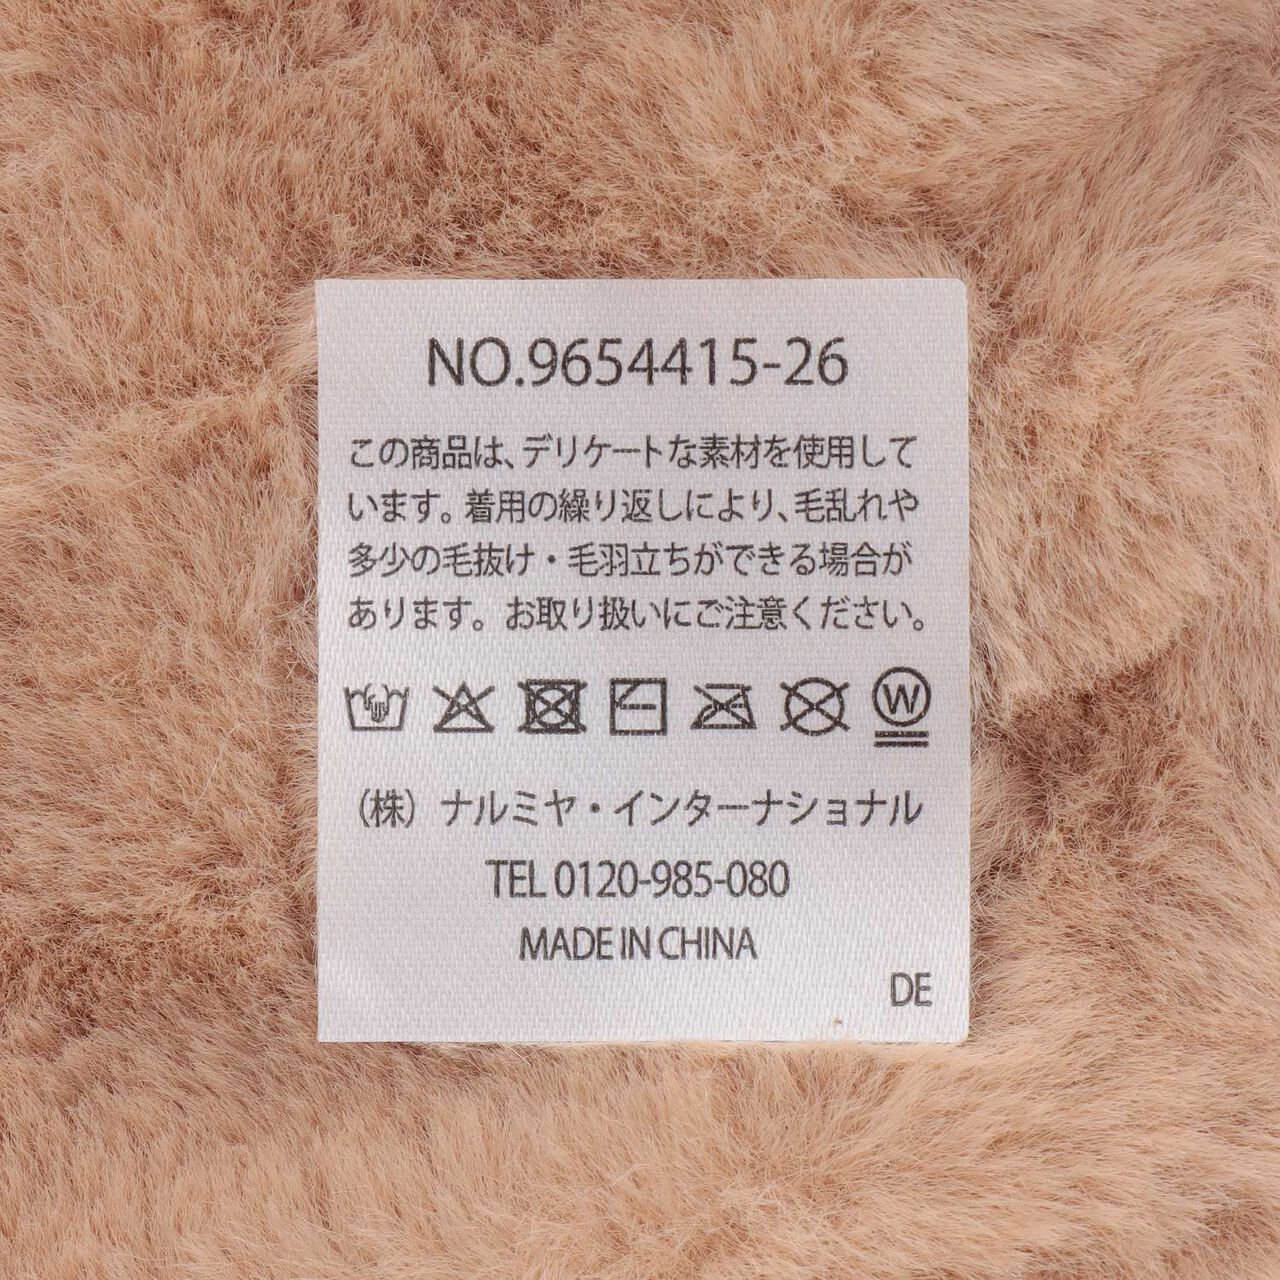 NO.9654415-26
この商品は、デリケートな素材を使用して
います。着用の繰り返しにより、毛乱れや
多少の毛抜け・毛羽立ちができる場合が
あります。お取り扱いにご注意ください。
W
（株）ナルミヤ・インターナショナル
TEL 0120-985-080
MADE IN CHINA
DE